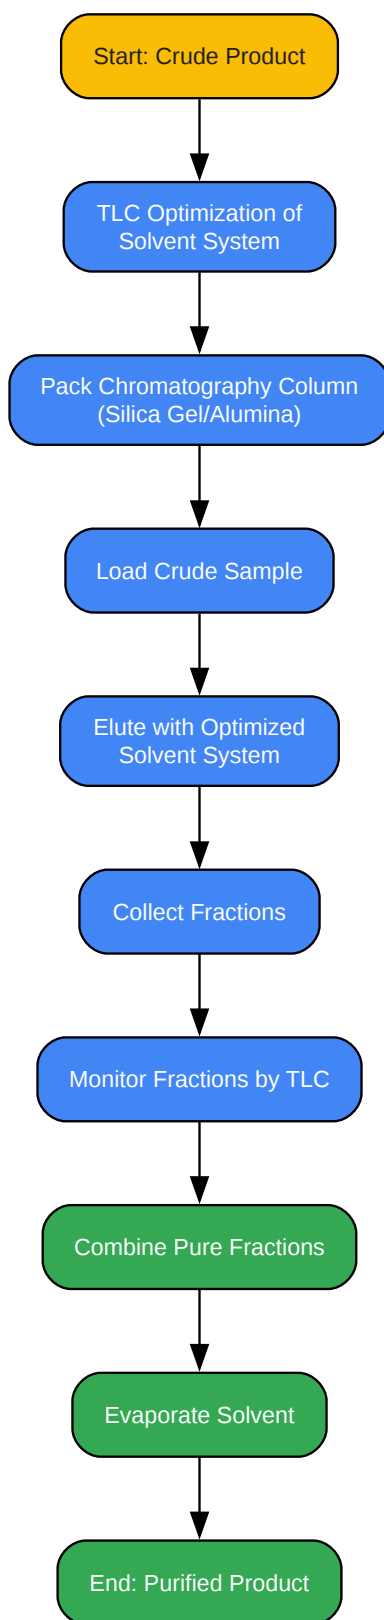 Start: Crude Product
TLC Optimization of
Solvent System
Pack Chromatography Column
(Silica Gel/Alumina)
Load Crude Sample
Elute with Optimized
Solvent System
Collect Fractions
Monitor Fractions by TLC
Combine Pure Fractions
Evaporate Solvent
End: Purified Product